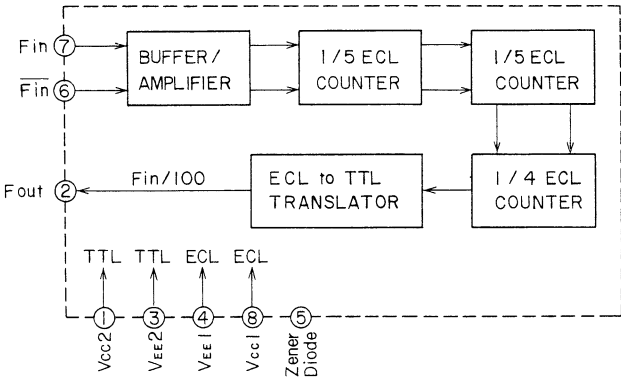 Fin ⑦
BUFFER/
AMPLIFIER
1/5 ECL
COUNTER
1/5 ECL
COUNTER
Fin ⑥
Fout ②
Fin/100
ECL to TTL
TRANSLATOR
1/4 ECL
COUNTER
TTL TTL ECL ECL
① ③ ④ ⑧ ⑤
VCC2
VEE2
VEE1
VCC1
Zener
Diode